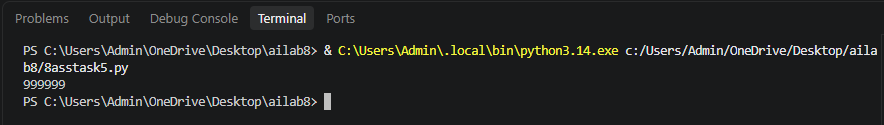 Problems Output Debug Console Terminal Ports
PS C:\Users\Admin\OneDrive\Desktop\ailab8> & C:\Users\Admin\.local\bin\python3.14.exe c:/Users/Admin/OneDrive/Desktop/aila
b8/8asstask5.py
999999
PS C:\Users\Admin\OneDrive\Desktop\ailab8>